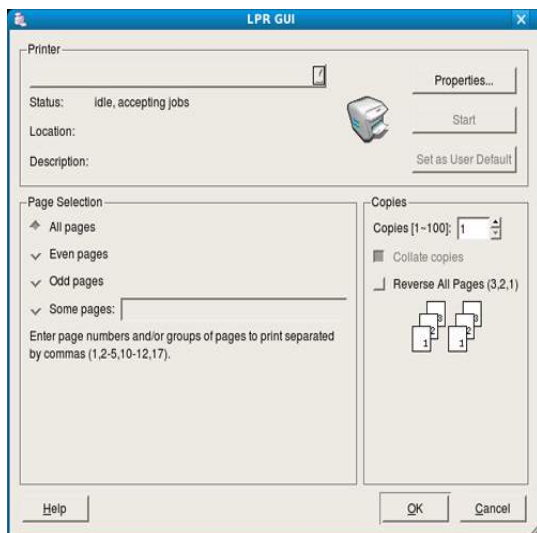 LPR GUI
Printer
Properties...
Status: idle, accepting jobs
Start
Location:
Description:
Set as User Default
Page Selection
All pages
Even pages
Odd pages
Some pages:
Enter page numbers and/or groups of pages to print separated
by commas (1,2-5,10-12,17).
Copies
Copies [1~100]: 1
Collate copies
Reverse All Pages (3,2,1)
3 3
2 2
1 1
Help
OK
Cancel